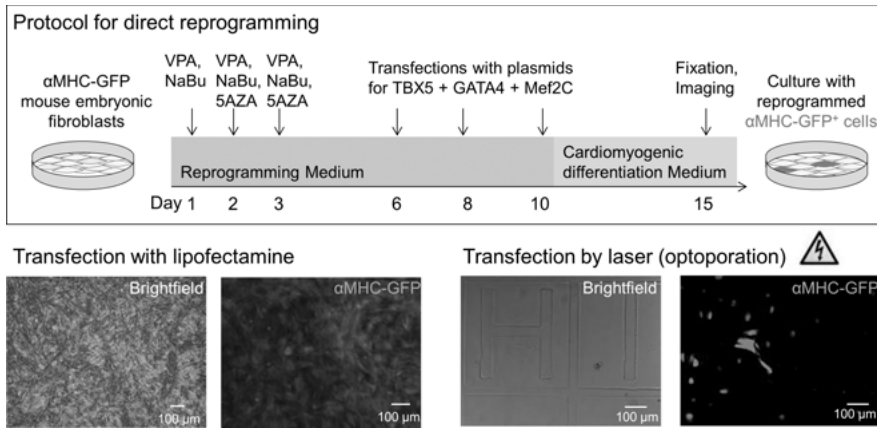 Protocol for direct reprogramming
αMHC-GFP
mouse embryonic
fibroblasts
VPA,
NaBu
VPA,
NaBu,
5AZA
VPA,
NaBu,
5AZA
Transfections with plasmids
for TBX5 + GATA4 + Mef2C
Fixation,
Imaging
Culture with
reprogrammed
αMHC-GFP⁺ cells
Reprogramming Medium
Cardiomyogenic
differentiation Medium
Day 1 2 3 6 8 10 15
Transfection with lipofectamine
Brightfield
100 µm
αMHC-GFP
100 µm
Transfection by laser (optoporation)
Brightfield
100 µm
αMHC-GFP
100 µm